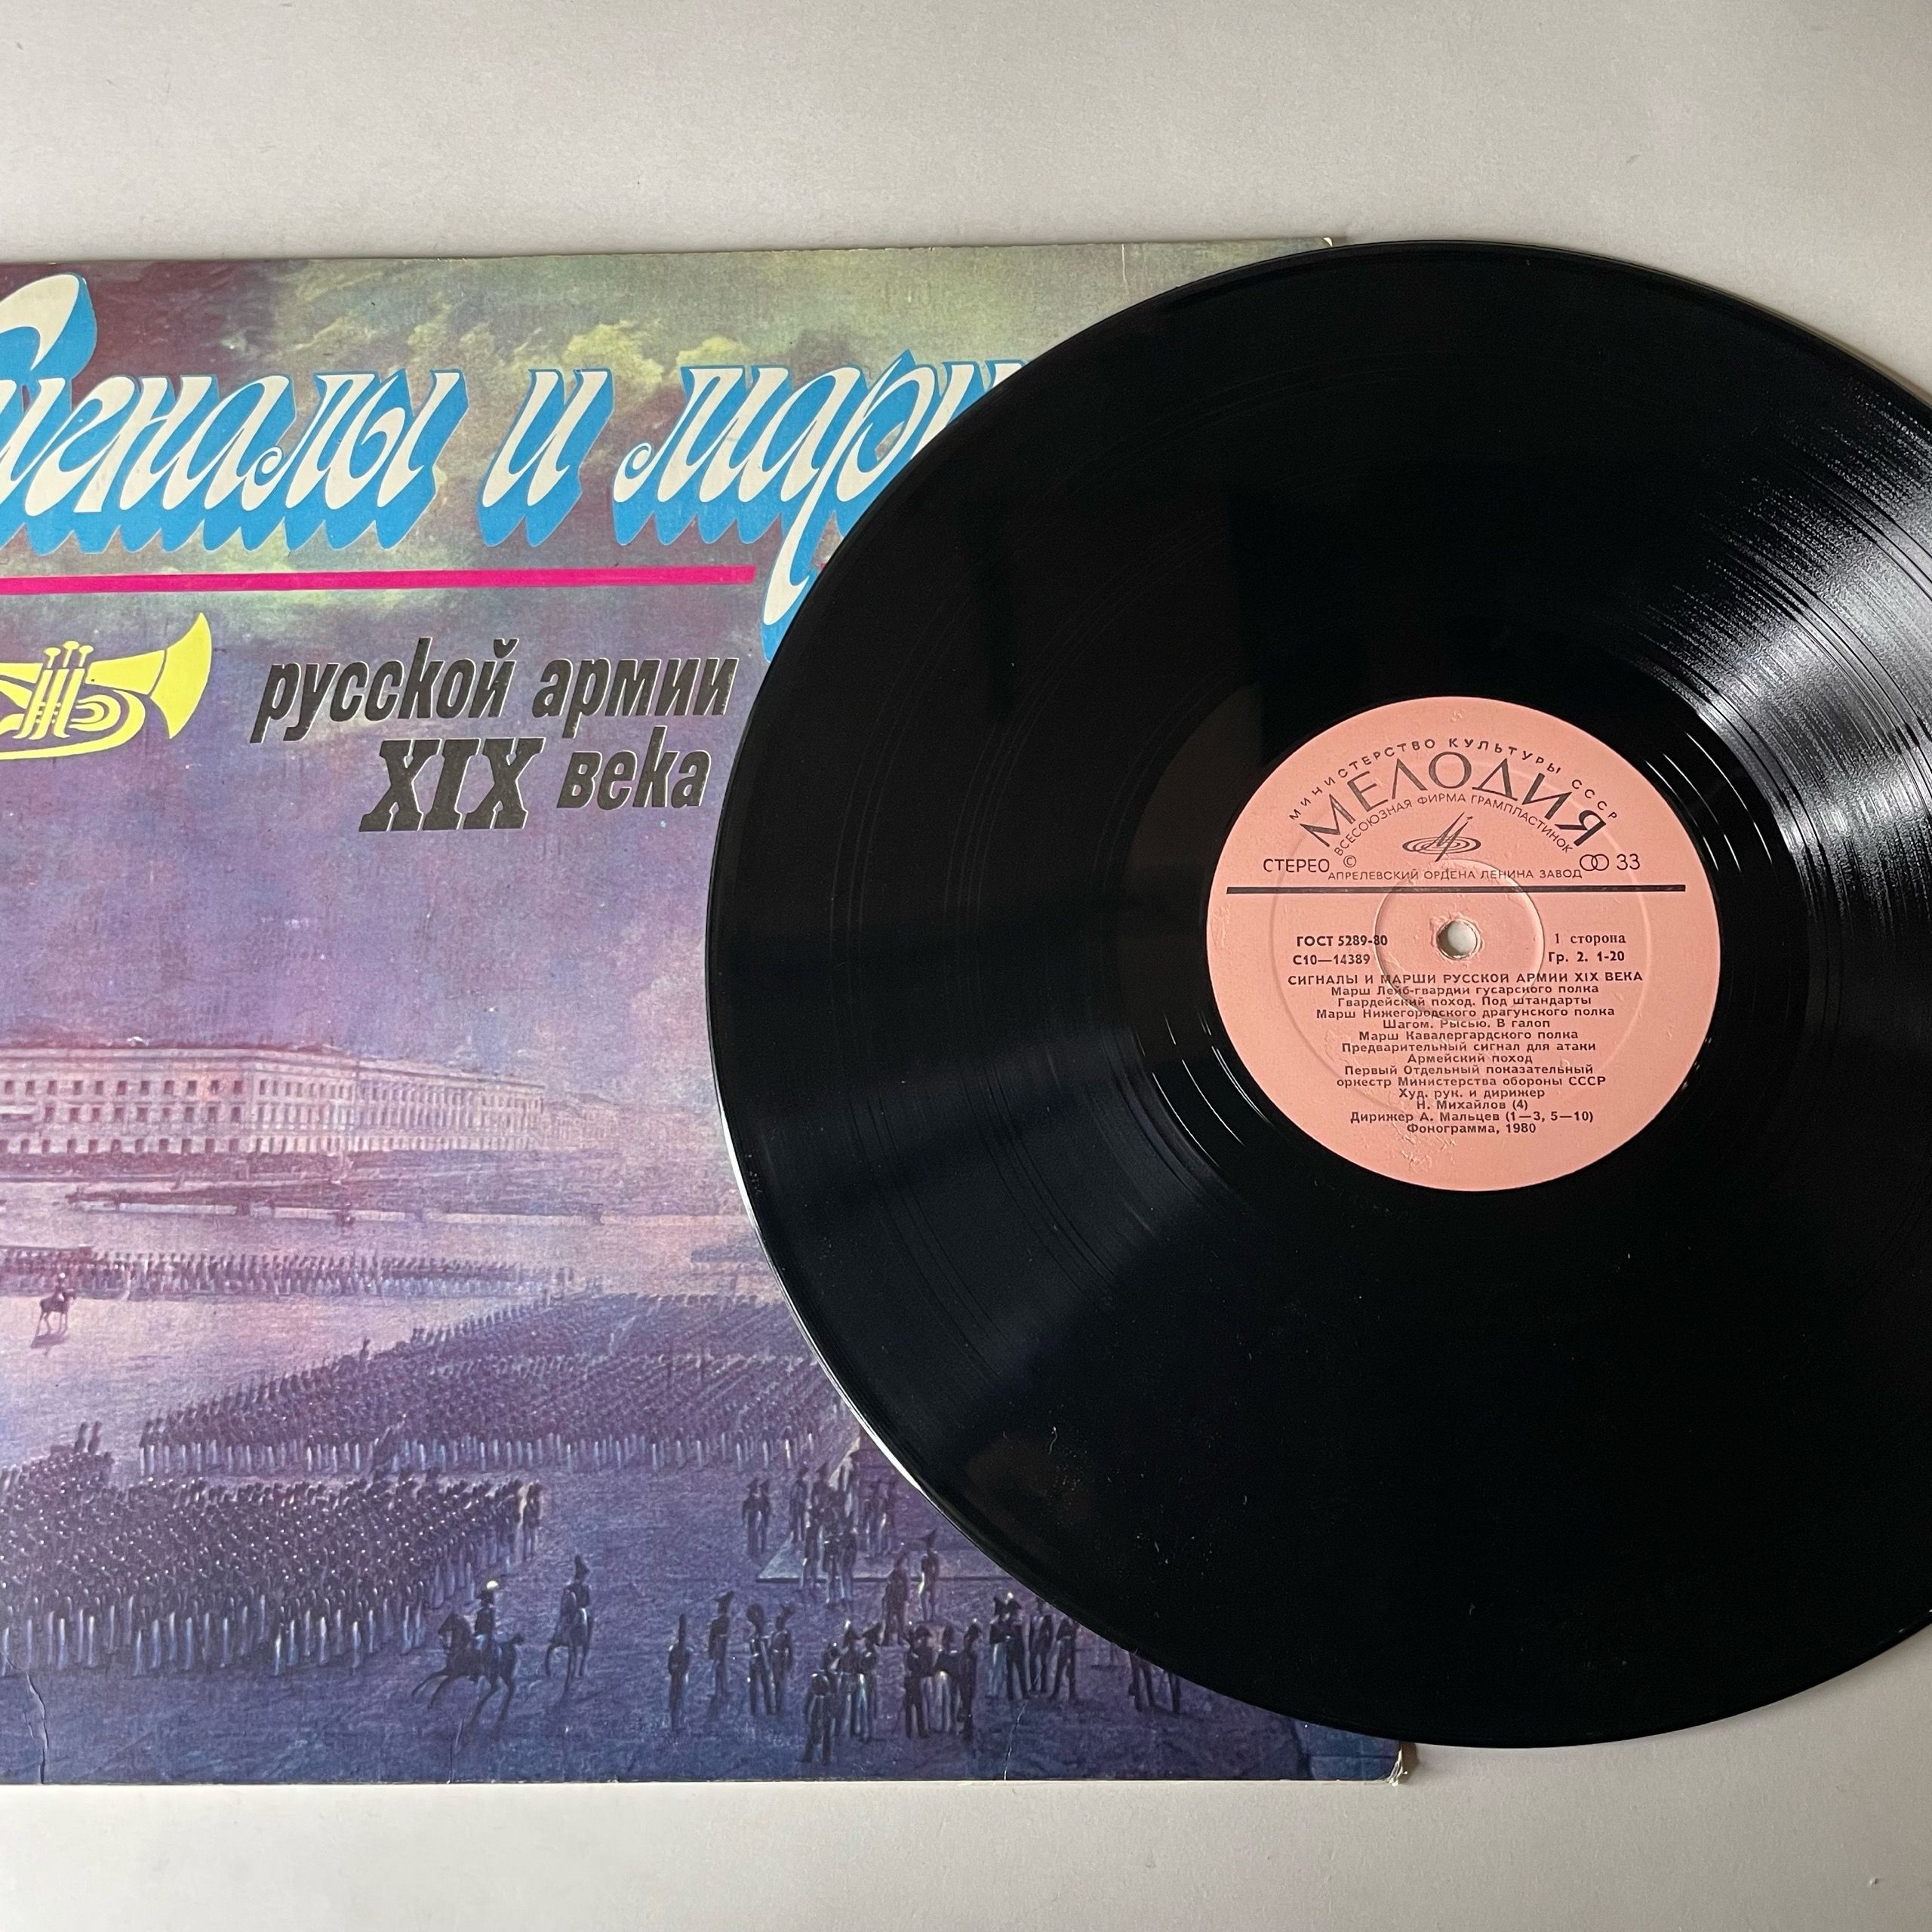 Сигналы и марш
русской армии
XIX века
МИНИСТЕРСТВО КУЛЬТУРЫ СССР
МЕЛОДИЯ
ВСЕСОЮЗНАЯ ФИРМА ГРАМПЛАСТИНОК
СТЕРЕО © 33
АПРЕЛЕВСКИЙ ОРДЕНА ЛЕНИНА ЗАВОД
ГОСТ 5289-80 1 сторона
С10—14389 Гр. 2. 1-20
СИГНАЛЫ И МАРШИ РУССКОЙ АРМИИ XIX ВЕКА
Марш Лейб-гвардии гусарского полка
Гвардейский поход. Под штандарты
Марш Нижегородского драгунского полка
Шагом. Рысью. В галоп
Марш Кавалергардского полка
Предварительный сигнал для атаки
Армейский поход
Первый Отдельный показательный
оркестр Министерства обороны СССР
Худ. рук. и дирижер
Н. Михайлов (4)
Дирижер А. Мальцев (1—3, 5—10)
Фонограмма, 1980